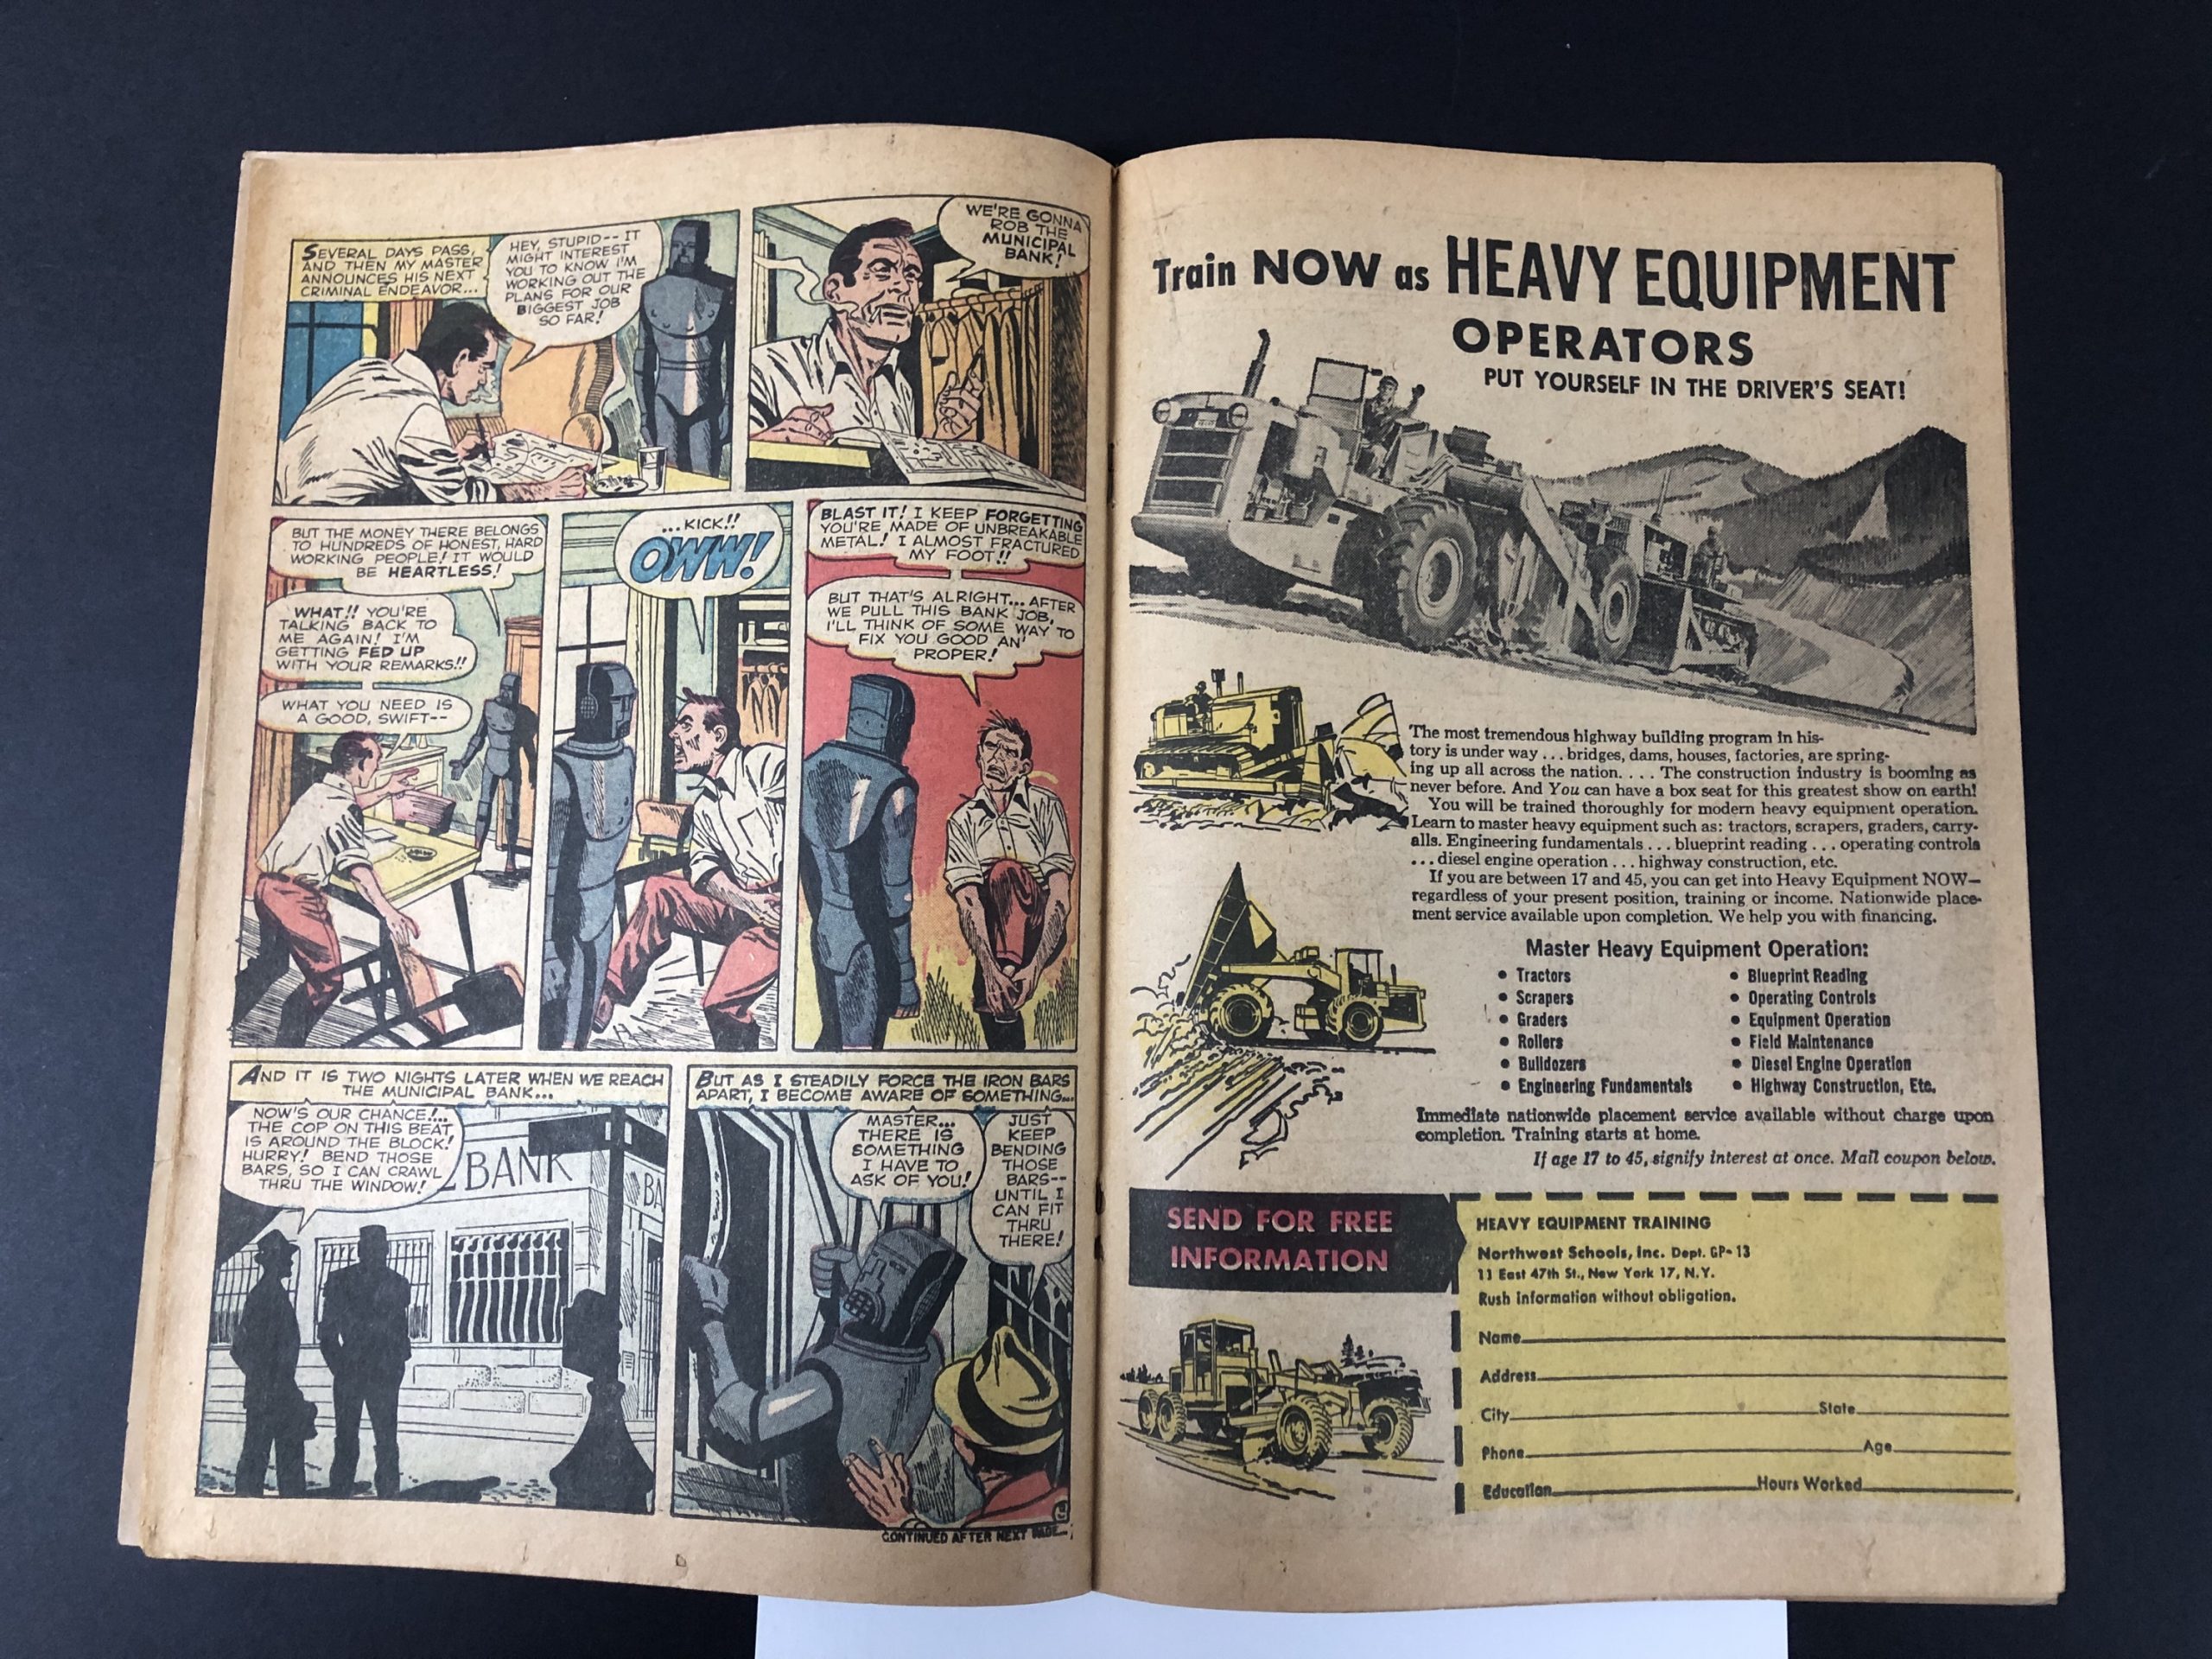 SEVERAL DAYS PASS,
AND THEN MY MASTER
ANNOUNCES HIS NEXT
CRIMINAL ENDEAVOR...
HEY, STUPID-- IT
MIGHT INTEREST
YOU TO KNOW I'M
WORKING OUT THE
PLANS FOR OUR
BIGGEST JOB
SO FAR!
WE'RE GONNA
ROB THE
MUNICIPAL
BANK!
BUT THE MONEY THERE BELONGS
TO HUNDREDS OF HONEST, HARD
WORKING PEOPLE! IT WOULD
BE HEARTLESS!
WHAT!! YOU'RE
TALKING BACK TO
ME AGAIN! I'M
GETTING FED UP
WITH YOUR REMARKS!!
WHAT YOU NEED IS
A GOOD, SWIFT--
...KICK!!
OWW!
BLAST IT! I KEEP FORGETTING
YOU'RE MADE OF UNBREAKABLE
METAL! I ALMOST FRACTURED
MY FOOT!!
BUT THAT'S ALRIGHT... AFTER
WE PULL THIS BANK JOB,
I'LL THINK OF SOME WAY TO
FIX YOU GOOD AN'
PROPER!
AND IT IS TWO NIGHTS LATER WHEN WE REACH
THE MUNICIPAL BANK...
NOW'S OUR CHANCE!...
THE COP ON THIS BEAT
IS AROUND THE BLOCK!
HURRY! BEND THOSE
BARS, SO I CAN CRAWL
THRU THE WINDOW!
BANK
BA
BUT AS I STEADILY FORCE THE IRON BARS
APART, I BECOME AWARE OF SOMETHING...
MASTER...
THERE IS
SOMETHING
I HAVE TO
ASK OF YOU!
JUST
KEEP
BENDING
THOSE
BARS--
UNTIL I
CAN FIT
THRU
THERE!
CONTINUED AFTER NEXT PAGE...
Train NOW as HEAVY EQUIPMENT
OPERATORS
PUT YOURSELF IN THE DRIVER'S SEAT!
The most tremendous highway building program in his-
tory is under way ... bridges, dams, houses, factories, are spring-
ing up all across the nation. . . . The construction industry is booming as
never before. And You can have a box seat for this greatest show on earth!
You will be trained thoroughly for modern heavy equipment operation.
Learn to master heavy equipment such as: tractors, scrapers, graders, carry-
alls. Engineering fundamentals . . . blueprint reading . . . operating controls
. . . diesel engine operation . . . highway construction, etc.
If you are between 17 and 45, you can get into Heavy Equipment NOW—
regardless of your present position, training or income. Nationwide place-
ment service available upon completion. We help you with financing.
Master Heavy Equipment Operation:
• Tractors
• Scrapers
• Graders
• Rollers
• Bulldozers
• Engineering Fundamentals
• Blueprint Reading
• Operating Controls
• Equipment Operation
• Field Maintenance
• Diesel Engine Operation
• Highway Construction, Etc.
Immediate nationwide placement service available without charge upon
completion. Training starts at home.
If age 17 to 45, signify interest at once. Mail coupon below.
SEND FOR FREE
INFORMATION
HEAVY EQUIPMENT TRAINING
Northwest Schools, Inc. Dept. GP-13
11 East 47th St., New York 17, N.Y.
Rush information without obligation.
Name
Address
City State
Phone Age
Education Hours Worked